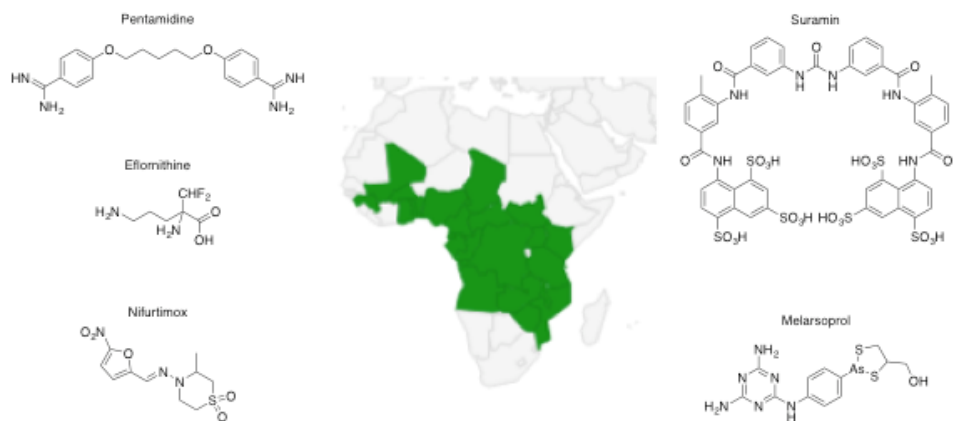 Pentamidine
O
O
HN
NH₂
NH
NH₂
Eflornithine
CHF₂
H₂N
O
H₂N
OH
Nifurtimox
O₂N
O
N
N
S
O
O
Suramin
O
O
O
N
H
N
H
NH
HN
O
NH
SO₃H
SO₃H
HN
O
SO₃H
HO₃S
SO₃H
SO₃H
SO₃H
Melarsoprol
NH₂
S
As
S
OH
N
N
H₂N
N
N
H